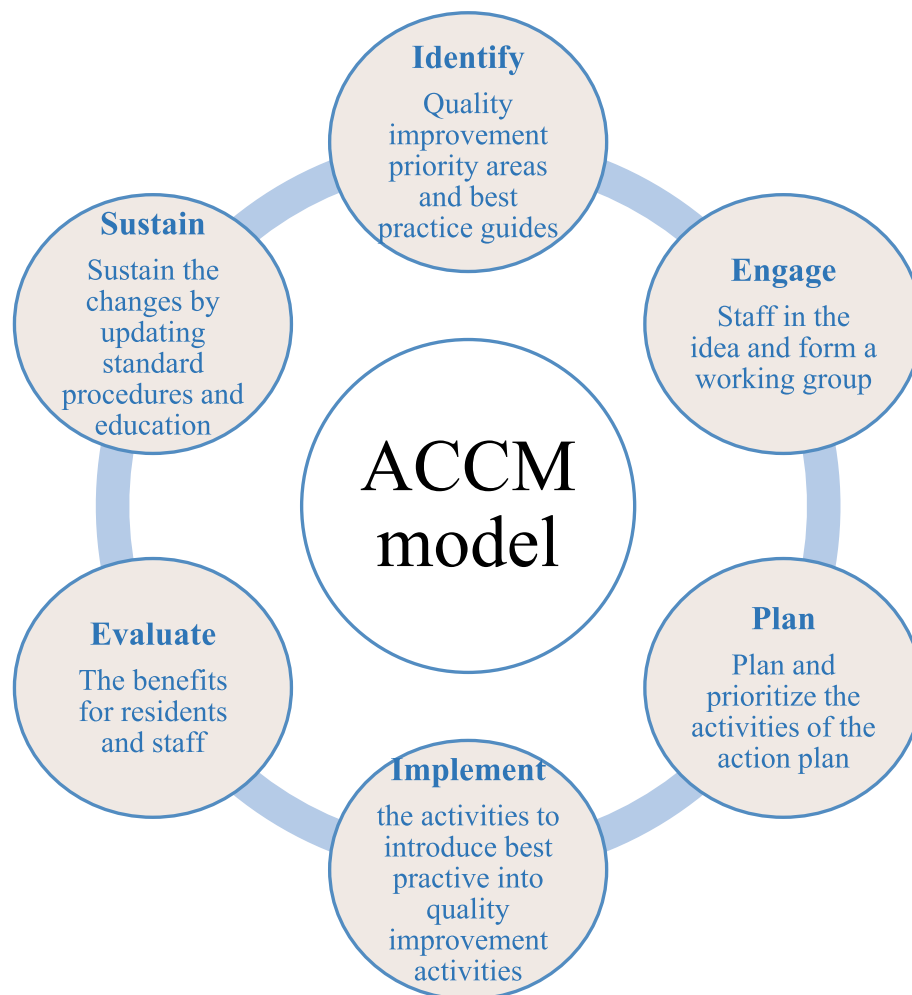 Identify
Quality
improvement
priority areas
and best
practice guides
Engage
Staff in the
idea and form a
working group
Plan
Plan and
prioritize the
activities of the
action plan
Implement
the activities to
introduce best
practive into
quality
improvement
activities
Evaluate
The benefits
for residents
and staff
Sustain
Sustain the
changes by
updating
standard
procedures and
education
ACCM
model